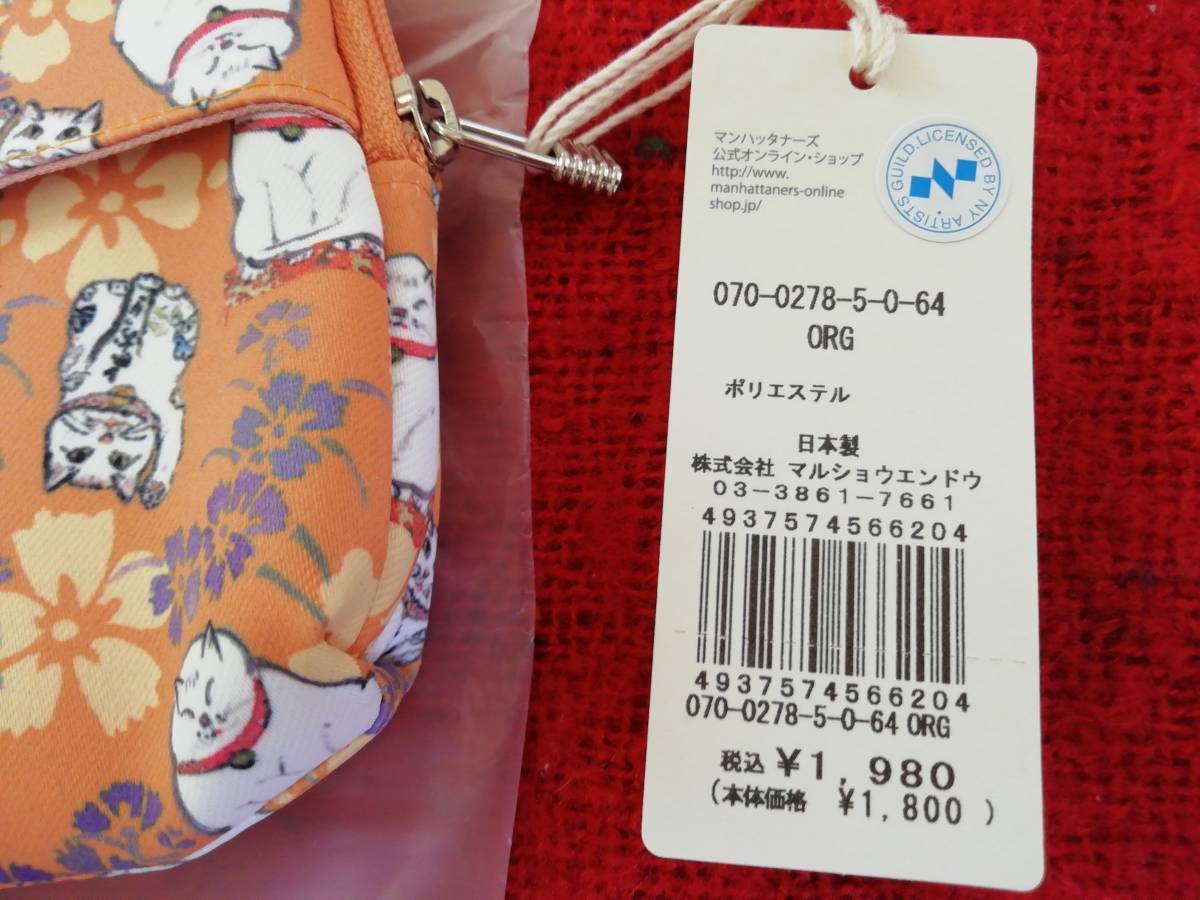 マンハッタナーズ
公式オンライン・ショップ
http://www.
manhattaners-online
shop.jp/
GUILD.LICENSED BY NY ARTISTS
070-0278-5-0-64
ORG
ポリエステル
日本製
株式会社 マルショウエンドウ
03-3861-7661
4937574566204
4937574566204
070-0278-5-0-64 ORG
税込 ¥1,980
(本体価格 ¥1,800 )